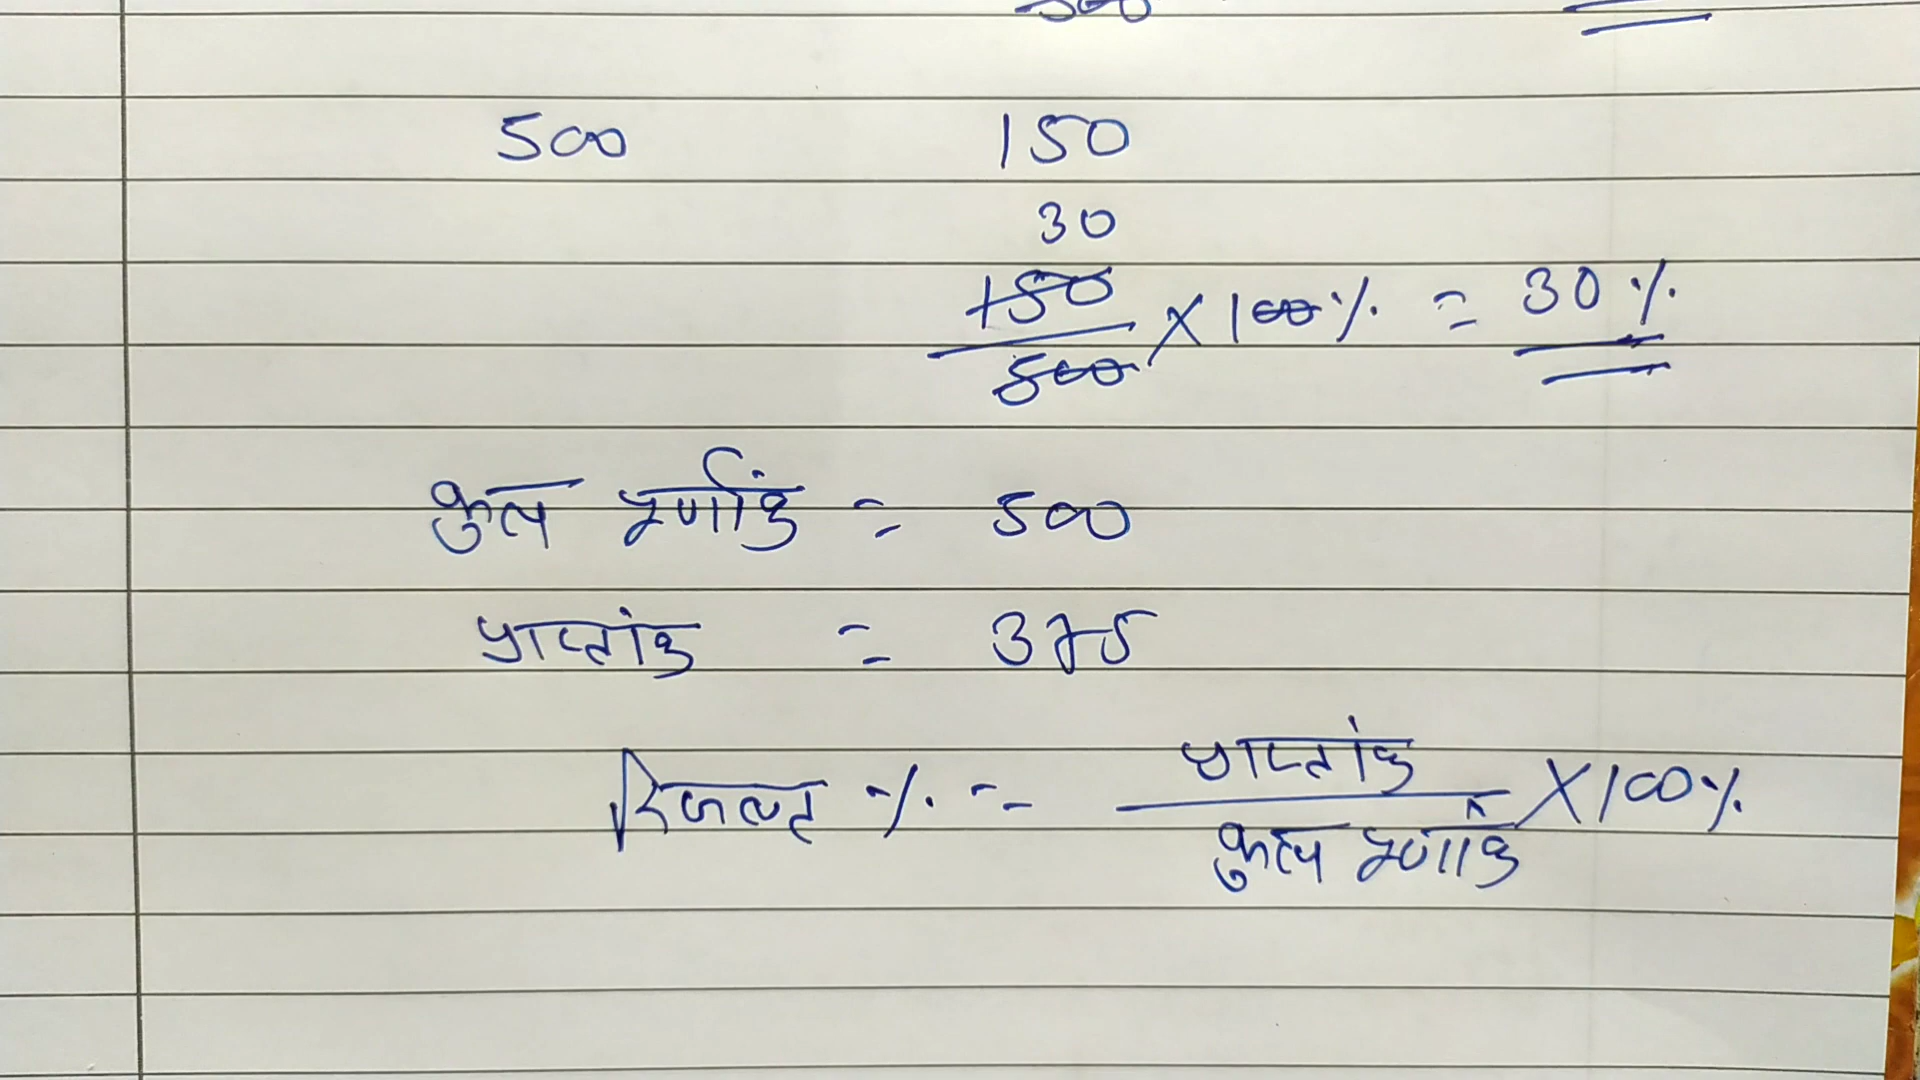 500 150
30
150/500 × 100% = 30%
कुल पूर्णांक = 500
प्राप्तांक = 375
रिजल्ट % = प्राप्तांक/कुल पूर्णांक × 100%